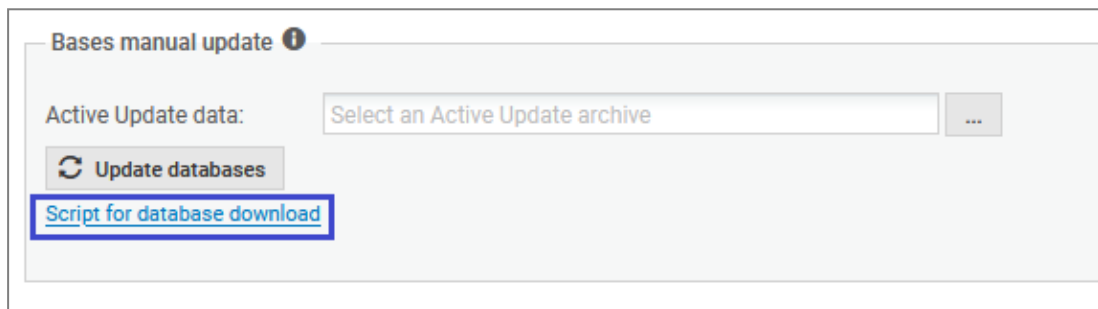 Bases manual update
Active Update data: Select an Active Update archive ...
Update databases
Script for database download